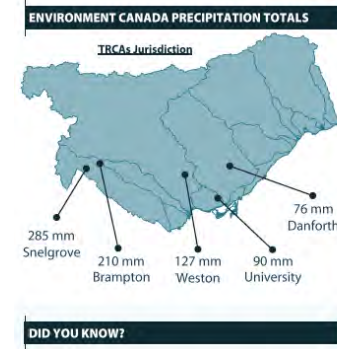 ENVIRONMENT CANADA PRECIPITATION TOTALS
TRCAs Jurisdiction
76 mm
Danforth
285 mm
Snelgrove
210 mm
Brampton
127 mm
Weston
90 mm
University
DID YOU KNOW?